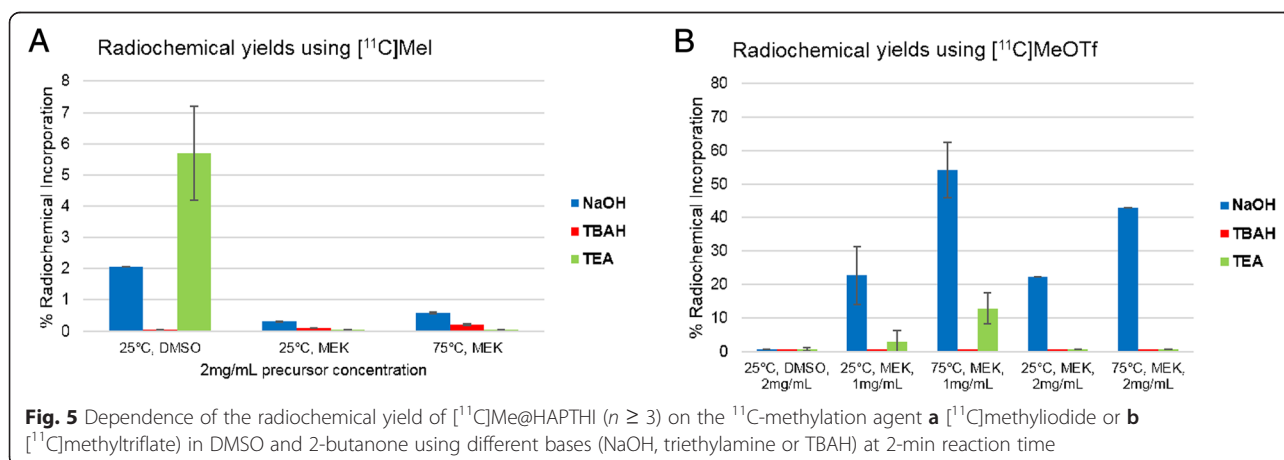 A
Radiochemical yields using [¹¹C]MeI
% Radiochemical Incorporation
8
7
6
5
4
3
2
1
0
25°C, DMSO
25°C, MEK
75°C, MEK
2mg/mL precursor concentration
NaOH
TBAH
TEA
B
Radiochemical yields using [¹¹C]MeOTf
% Radiochemical Incorporation
80
70
60
50
40
30
20
10
0
25°C, DMSO,
2mg/mL
25°C, MEK,
1mg/mL
75°C, MEK,
1mg/mL
25°C, MEK,
2mg/mL
75°C, MEK,
2mg/mL
NaOH
TBAH
TEA
Fig. 5 Dependence of the radiochemical yield of [¹¹C]Me@HAPTHI (n ≥ 3) on the ¹¹C-methylation agent a [¹¹C]methyliodide or b
[¹¹C]methyltriflate) in DMSO and 2-butanone using different bases (NaOH, triethylamine or TBAH) at 2-min reaction time